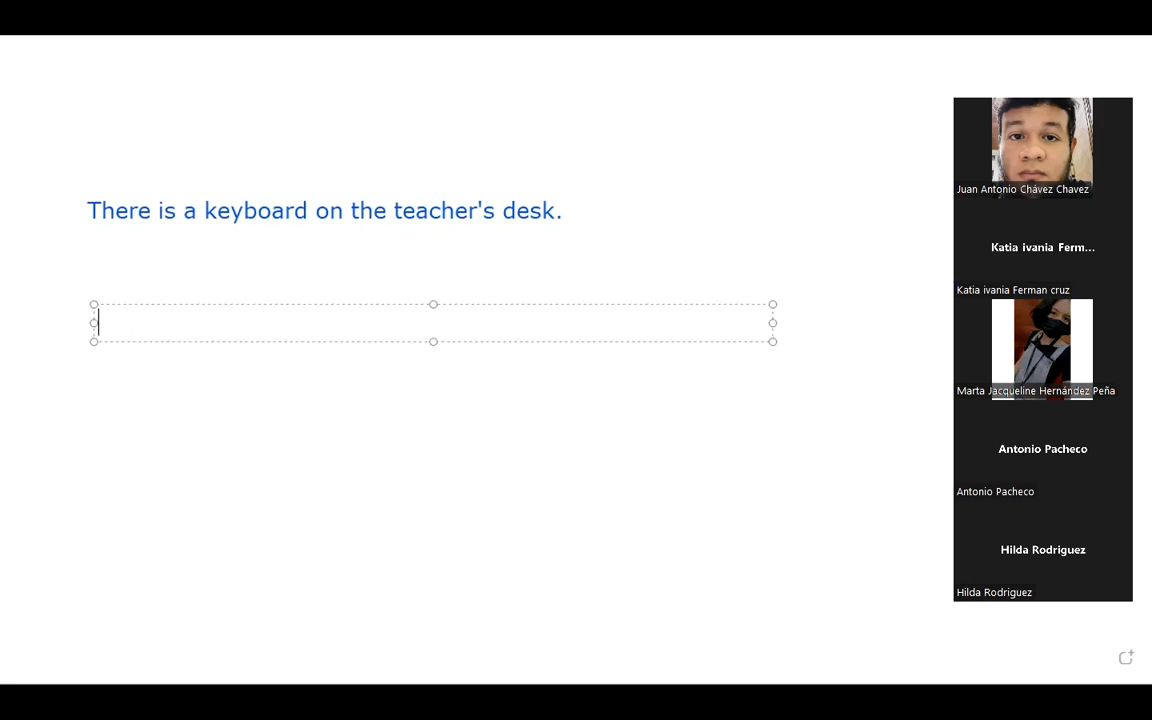 There is a keyboard on the teacher's desk.
Juan Antonio Chávez Chavez
Katia ivania Ferm...
Katia ivania Ferman cruz
Marta Jacqueline Hernández Peña
Antonio Pacheco
Antonio Pacheco
Hilda Rodriguez
Hilda Rodriguez